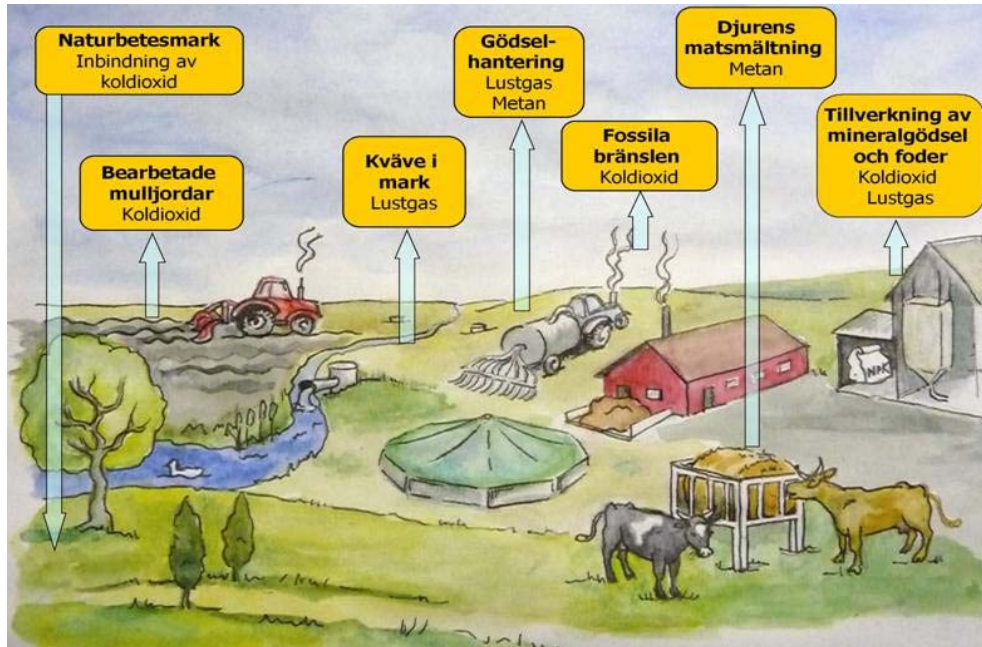 Naturbetesmark
Inbindning av
koldioxid
Bearbetade
mulljordar
Koldioxid
Kväve i
mark
Lustgas
Gödsel-
hantering
Lustgas
Metan
Fossila
bränslen
Koldioxid
Djurens
matsmältning
Metan
Tillverkning av
mineralgödsel
och foder
Koldioxid
Lustgas
NPK